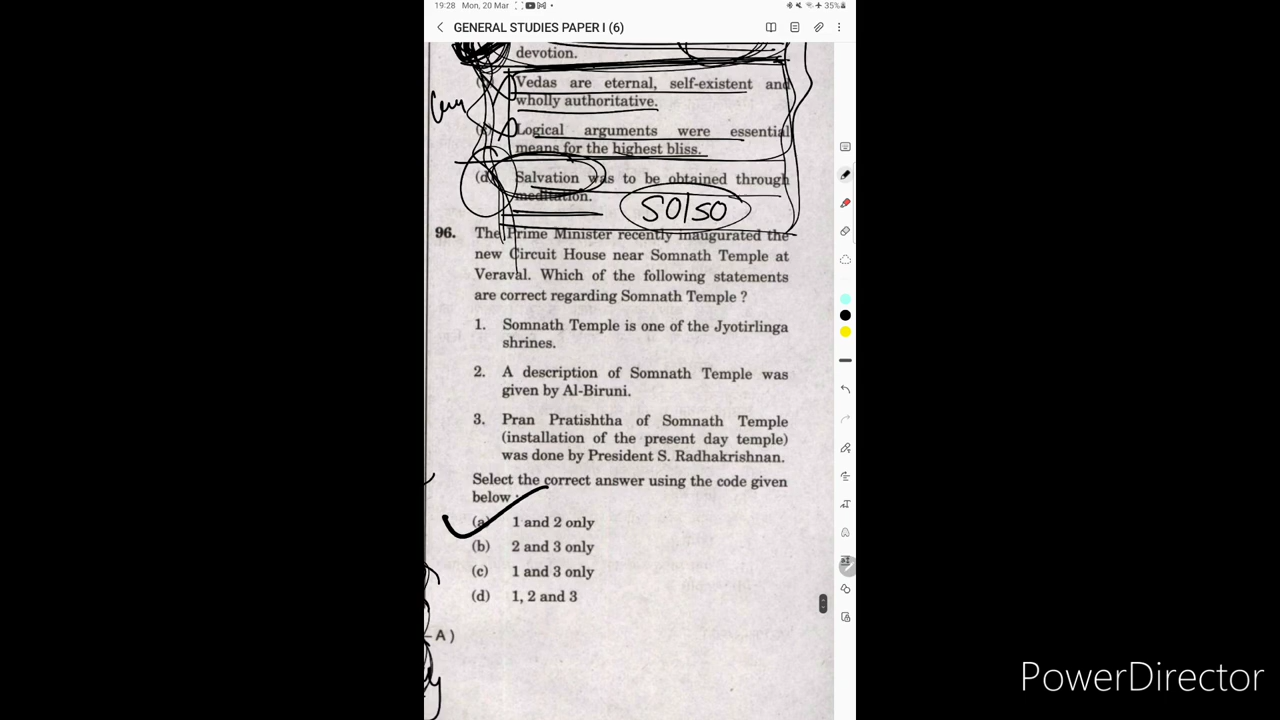 19:28 Mon, 20 Mar
35%
GENERAL STUDIES PAPER I (6)
devotion.
Vedas are eternal, self-existent and
wholly authoritative.
Logical arguments were essential
means for the highest bliss.
(d) Salvation was to be obtained through
meditation.
SO/SO
96. The Prime Minister recently inaugurated the
new Circuit House near Somnath Temple at
Veraval. Which of the following statements
are correct regarding Somnath Temple ?
1. Somnath Temple is one of the Jyotirlinga
shrines.
2. A description of Somnath Temple was
given by Al-Biruni.
3. Pran Pratishtha of Somnath Temple
(installation of the present day temple)
was done by President S. Radhakrishnan.
Select the correct answer using the code given
below :
(a) 1 and 2 only
(b) 2 and 3 only
(c) 1 and 3 only
(d) 1, 2 and 3
– A )
PowerDirector